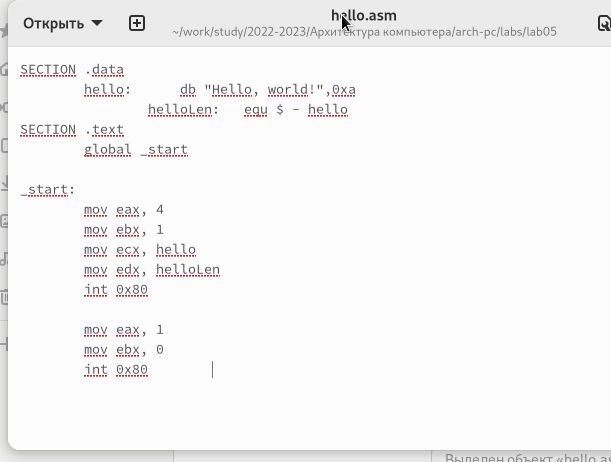 Открыть
hello.asm
~/work/study/2022-2023/Архитектура компьютера/arch-pc/labs/lab05
SECTION .data
        hello:      db "Hello, world!",0xa
                helloLen:   equ $ - hello
SECTION .text
        global _start

_start:
        mov eax, 4
        mov ebx, 1
        mov ecx, hello
        mov edx, helloLen
        int 0x80

        mov eax, 1
        mov ebx, 0
        int 0x80
Выделен объект «hello.as